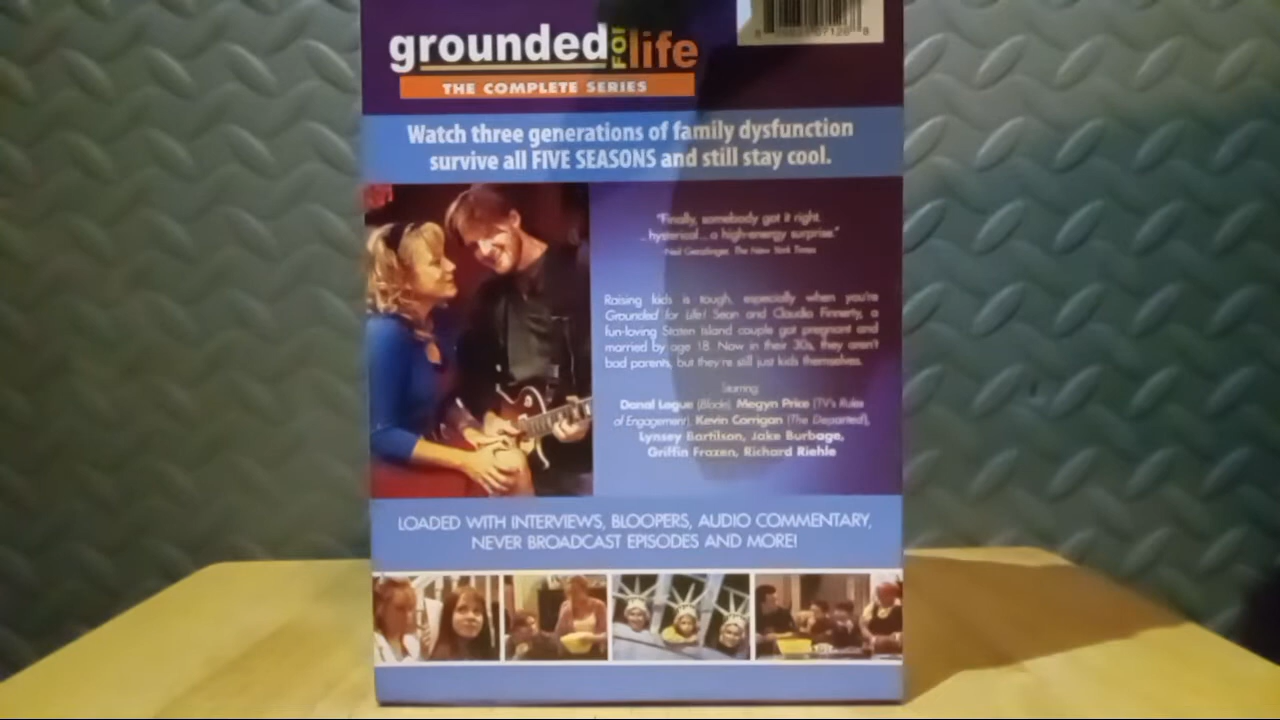 grounded FOR life
THE COMPLETE SERIES
Watch three generations of family dysfunction
survive all FIVE SEASONS and still stay cool.
"Finally, somebody got it right.
...hysterical... a high-energy surprise."
Neil Genzlinger, The New York Times
Raising kids is tough, especially when you're
Grounded for Life! Sean and Claudia Finnerty, a
fun-loving Staten Island couple got pregnant and
married by age 18. Now in their 30s, they aren't
bad parents, but they're still just kids themselves.
Starring:
Donal Logue (Blade), Megyn Price (TV's Rules
of Engagement), Kevin Corrigan (The Departed),
Lynsey Bartilson, Jake Burbage,
Griffin Frazen, Richard Riehle
LOADED WITH INTERVIEWS, BLOOPERS, AUDIO COMMENTARY,
NEVER BROADCAST EPISODES AND MORE!